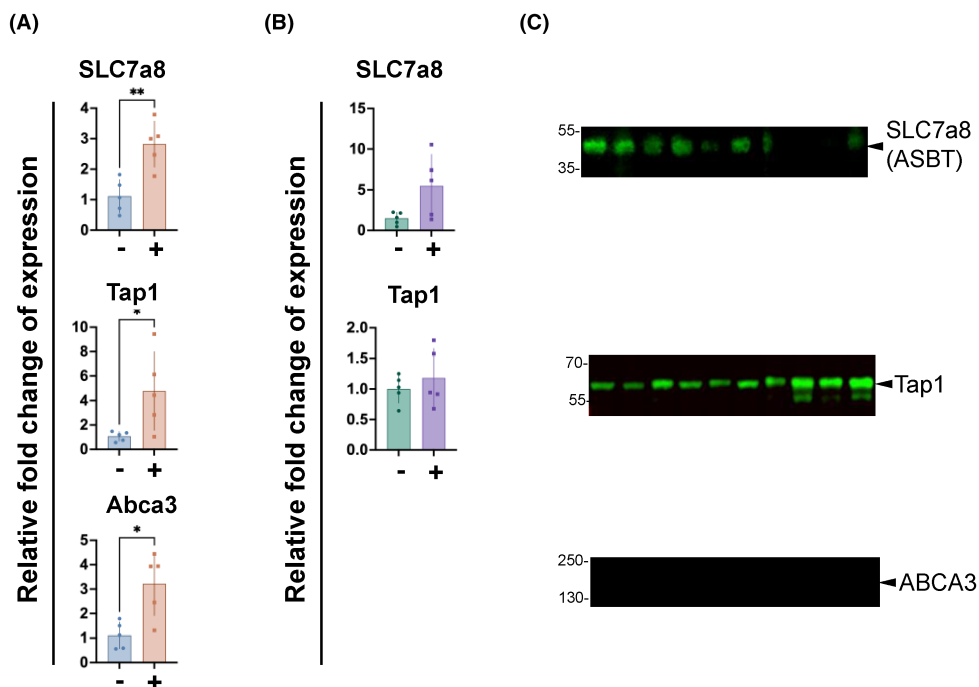 (A)
Relative fold change of expression
SLC7a8
**
4
3
2
1
0
- +
Tap1
*
10
8
6
4
2
0
- +
Abca3
*
5
4
3
2
1
0
- +
(B)
Relative fold change of expression
SLC7a8
15
10
5
0
- +
Tap1
2.0
1.5
1.0
0.5
0.0
- +
(C)
55-
35-
SLC7a8
(ASBT)
70-
55-
Tap1
250-
130-
ABCA3